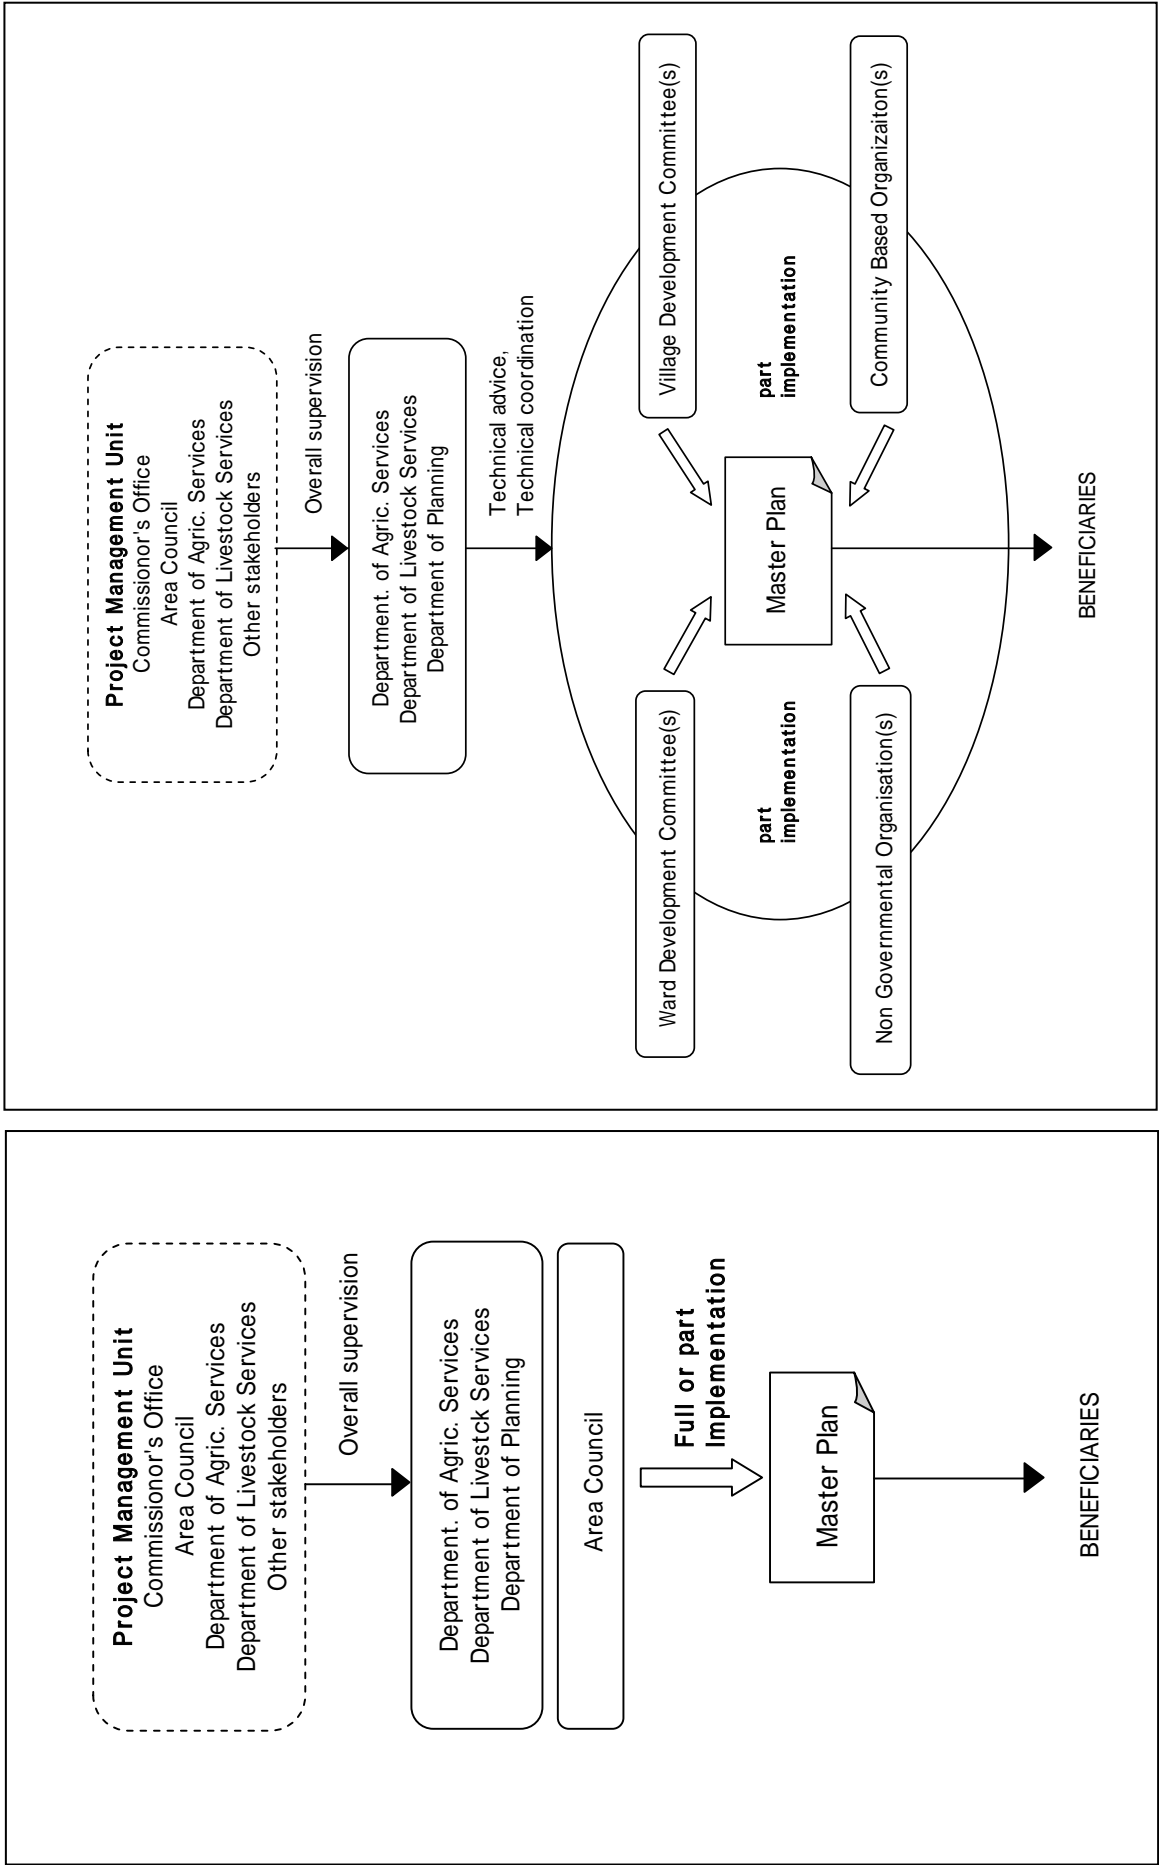 Project Management Unit
Commissionor's Office
Area Council
Department of Agric. Services
Department of Livestock Services
Other stakeholders
Overall supervision
Department. of Agric. Services
Department of Livestck Services
Department of Planning
Area Council
Full or part
Implementation
Master Plan
BENEFICIARIES
Project Management Unit
Commissionor's Office
Area Council
Department of Agric. Services
Department of Livestock Services
Other stakeholders
Overall supervision
Department. of Agric. Services
Department of Livestock Services
Department of Planning
Technical advice,
Technical coordination
Ward Development Committee(s)
Village Development Committee(s)
part
implementation
Master Plan
part
implementation
Non Governmental Organisation(s)
Community Based Organizaiton(s)
BENEFICIARIES